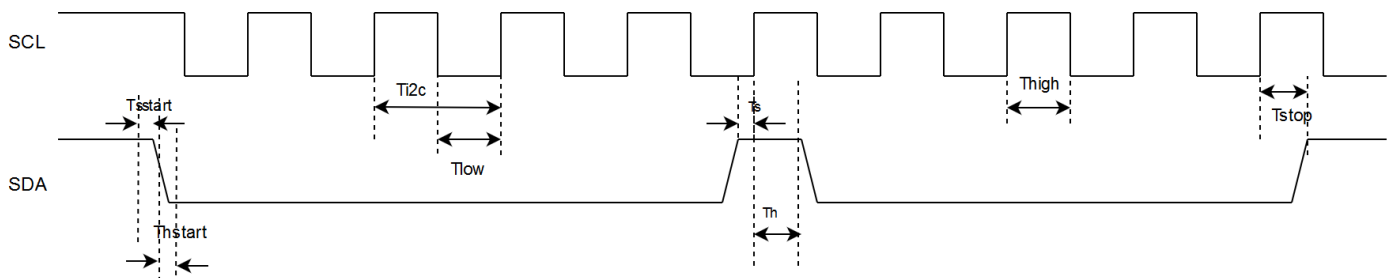 SCL
Ti2c
Thigh
Tsstart
Ts
Tstop
Tlow
SDA
Th
Thstart